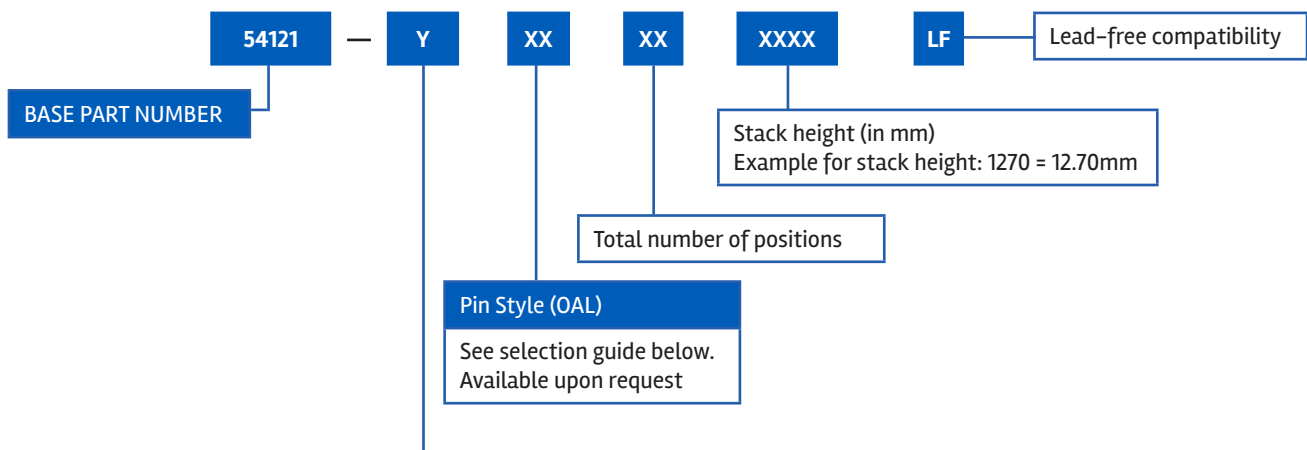 54121 — Y XX XX XXXX LF
Lead-free compatibility
BASE PART NUMBER
Stack height (in mm)
Example for stack height: 1270 = 12.70mm
Total number of positions
Pin Style (OAL)
See selection guide below.
Available upon request